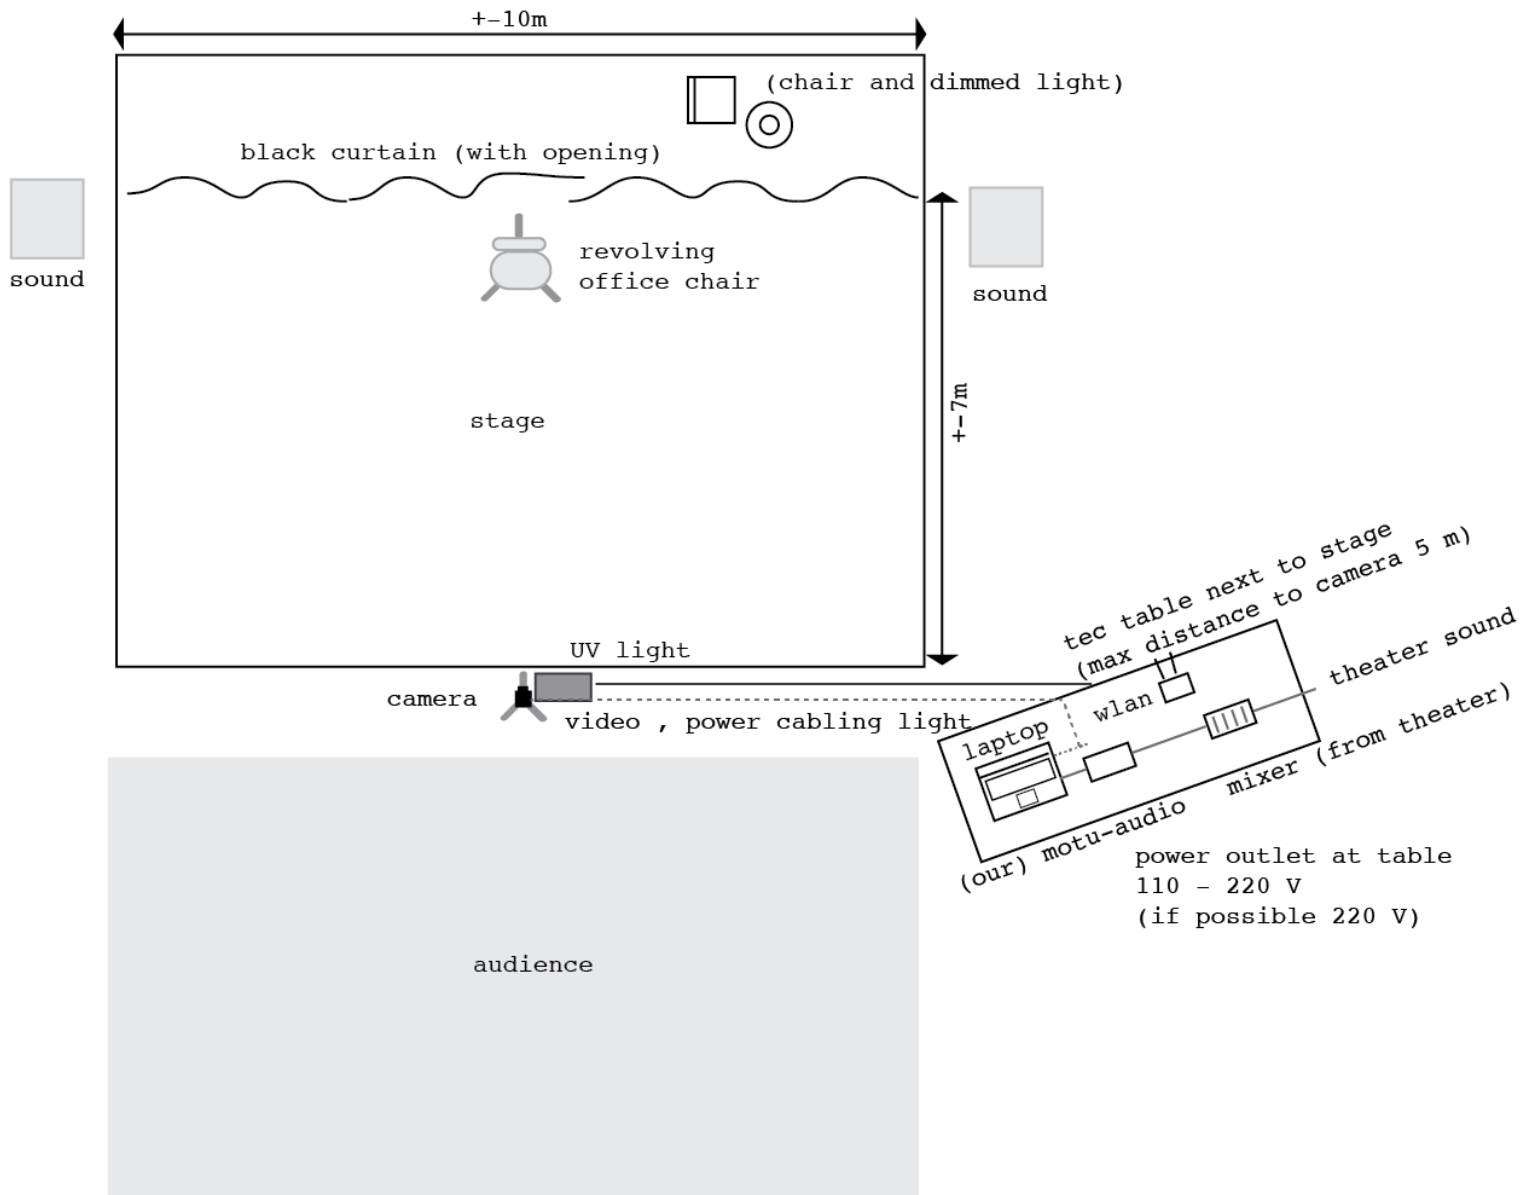 +-10m
(chair and dimmed light)
black curtain (with opening)
revolving
office chair
sound
sound
+-7m
stage
tec table next to stage
(max distance to camera 5 m)
theater sound
UV light
camera
wlan
video , power cabling light
laptop
mixer (from theater)
(our) motu-audio
power outlet at table
110 – 220 V
(if possible 220 V)
audience